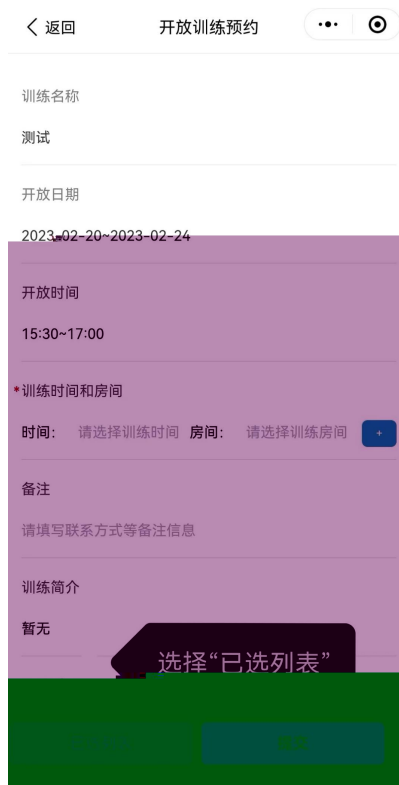 返回 开放训练预约
训练名称
测试
开放日期
2023-02-20~2023-02-24
开放时间
15:30~17:00
*训练时间和房间
时间： 请选择训练时间 房间： 请选择训练房间 +
备注
请填写联系方式等备注信息
训练简介
暂无
选择“已选列表”